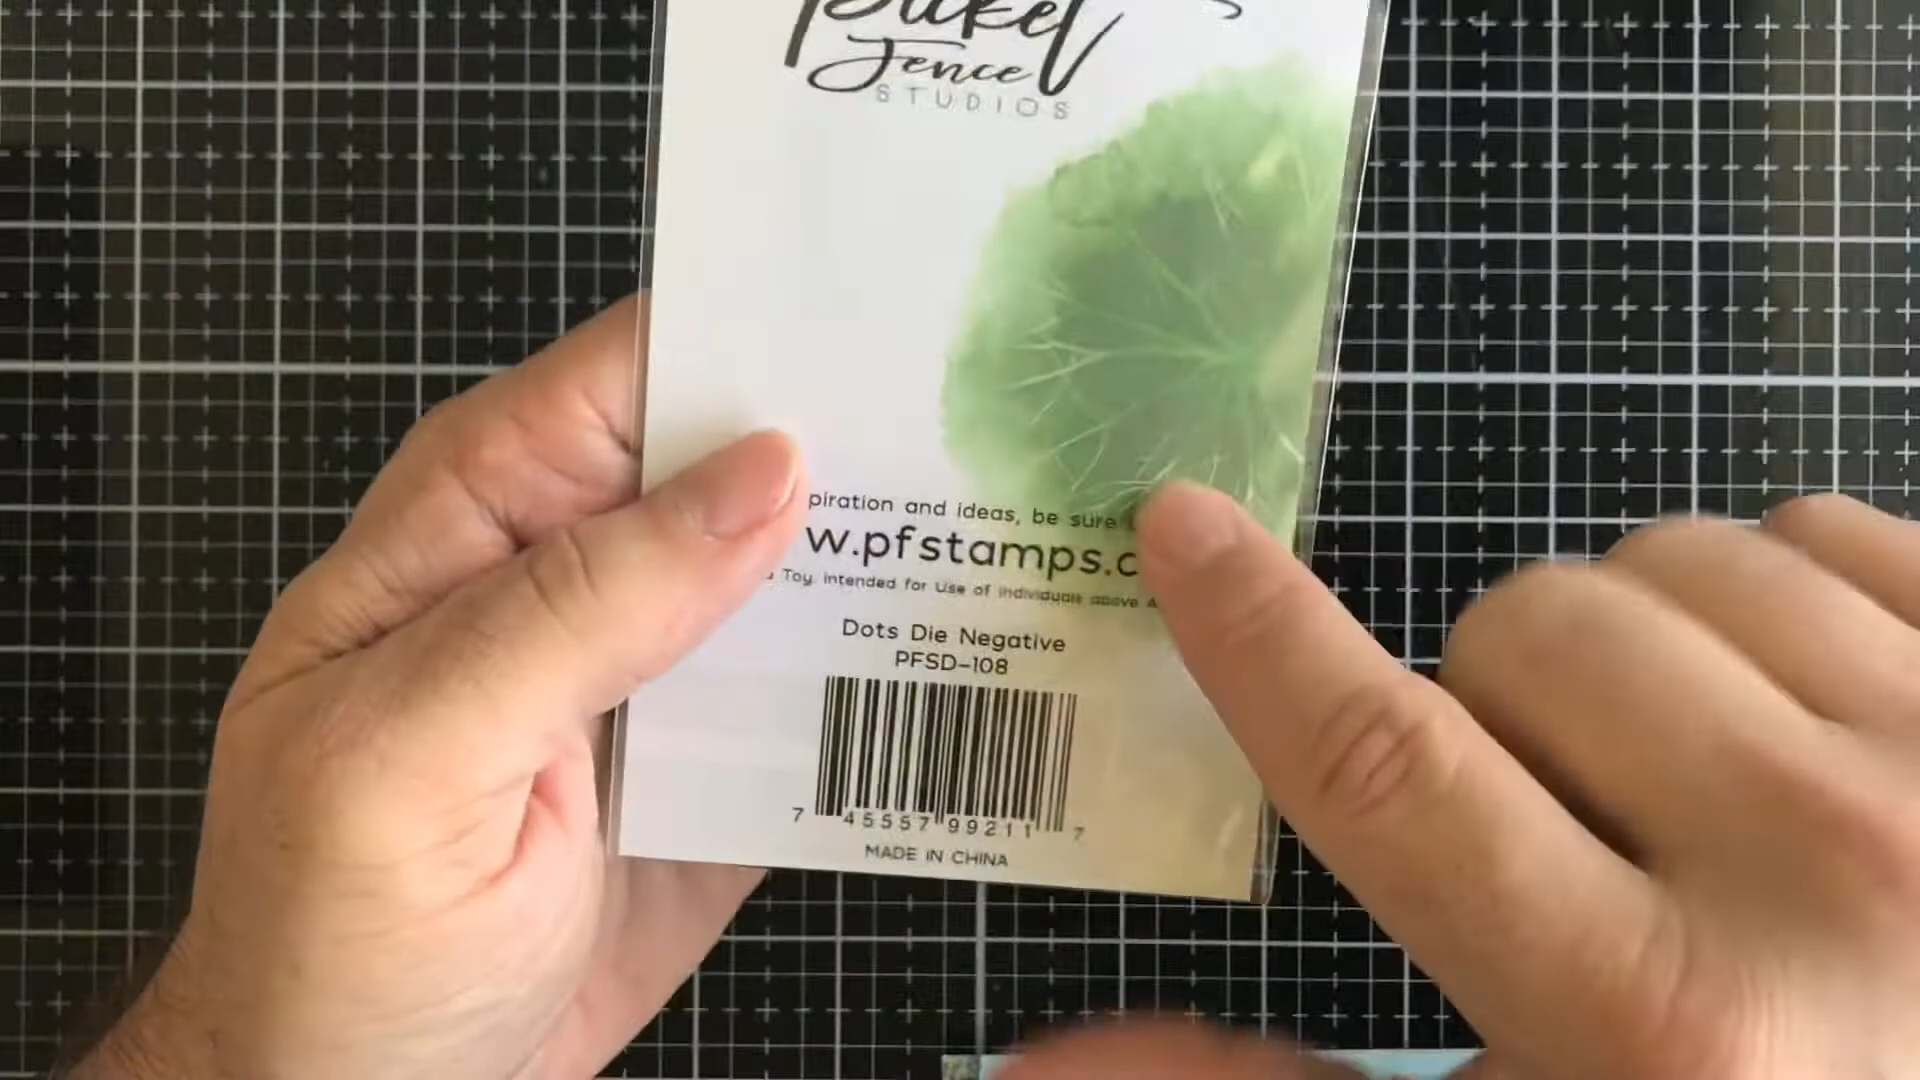 Picket
Fence
STUDIOS
piration and ideas, be sure
w.pfstamps.c
Toy. Intended for Use of Individuals above A
Dots Die Negative
PFSD-108
7 45557 99211 7
MADE IN CHINA